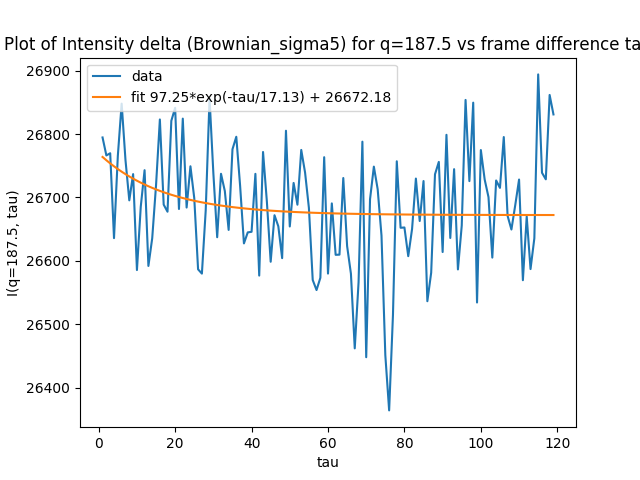 Plot of Intensity delta (Brownian_sigma5) for q=187.5 vs frame difference ta
data
fit 97.25*exp(-tau/17.13) + 26672.18
I(q=187.5, tau)
26900
26800
26700
26600
26500
26400
0 20 40 60 80 100 120
tau